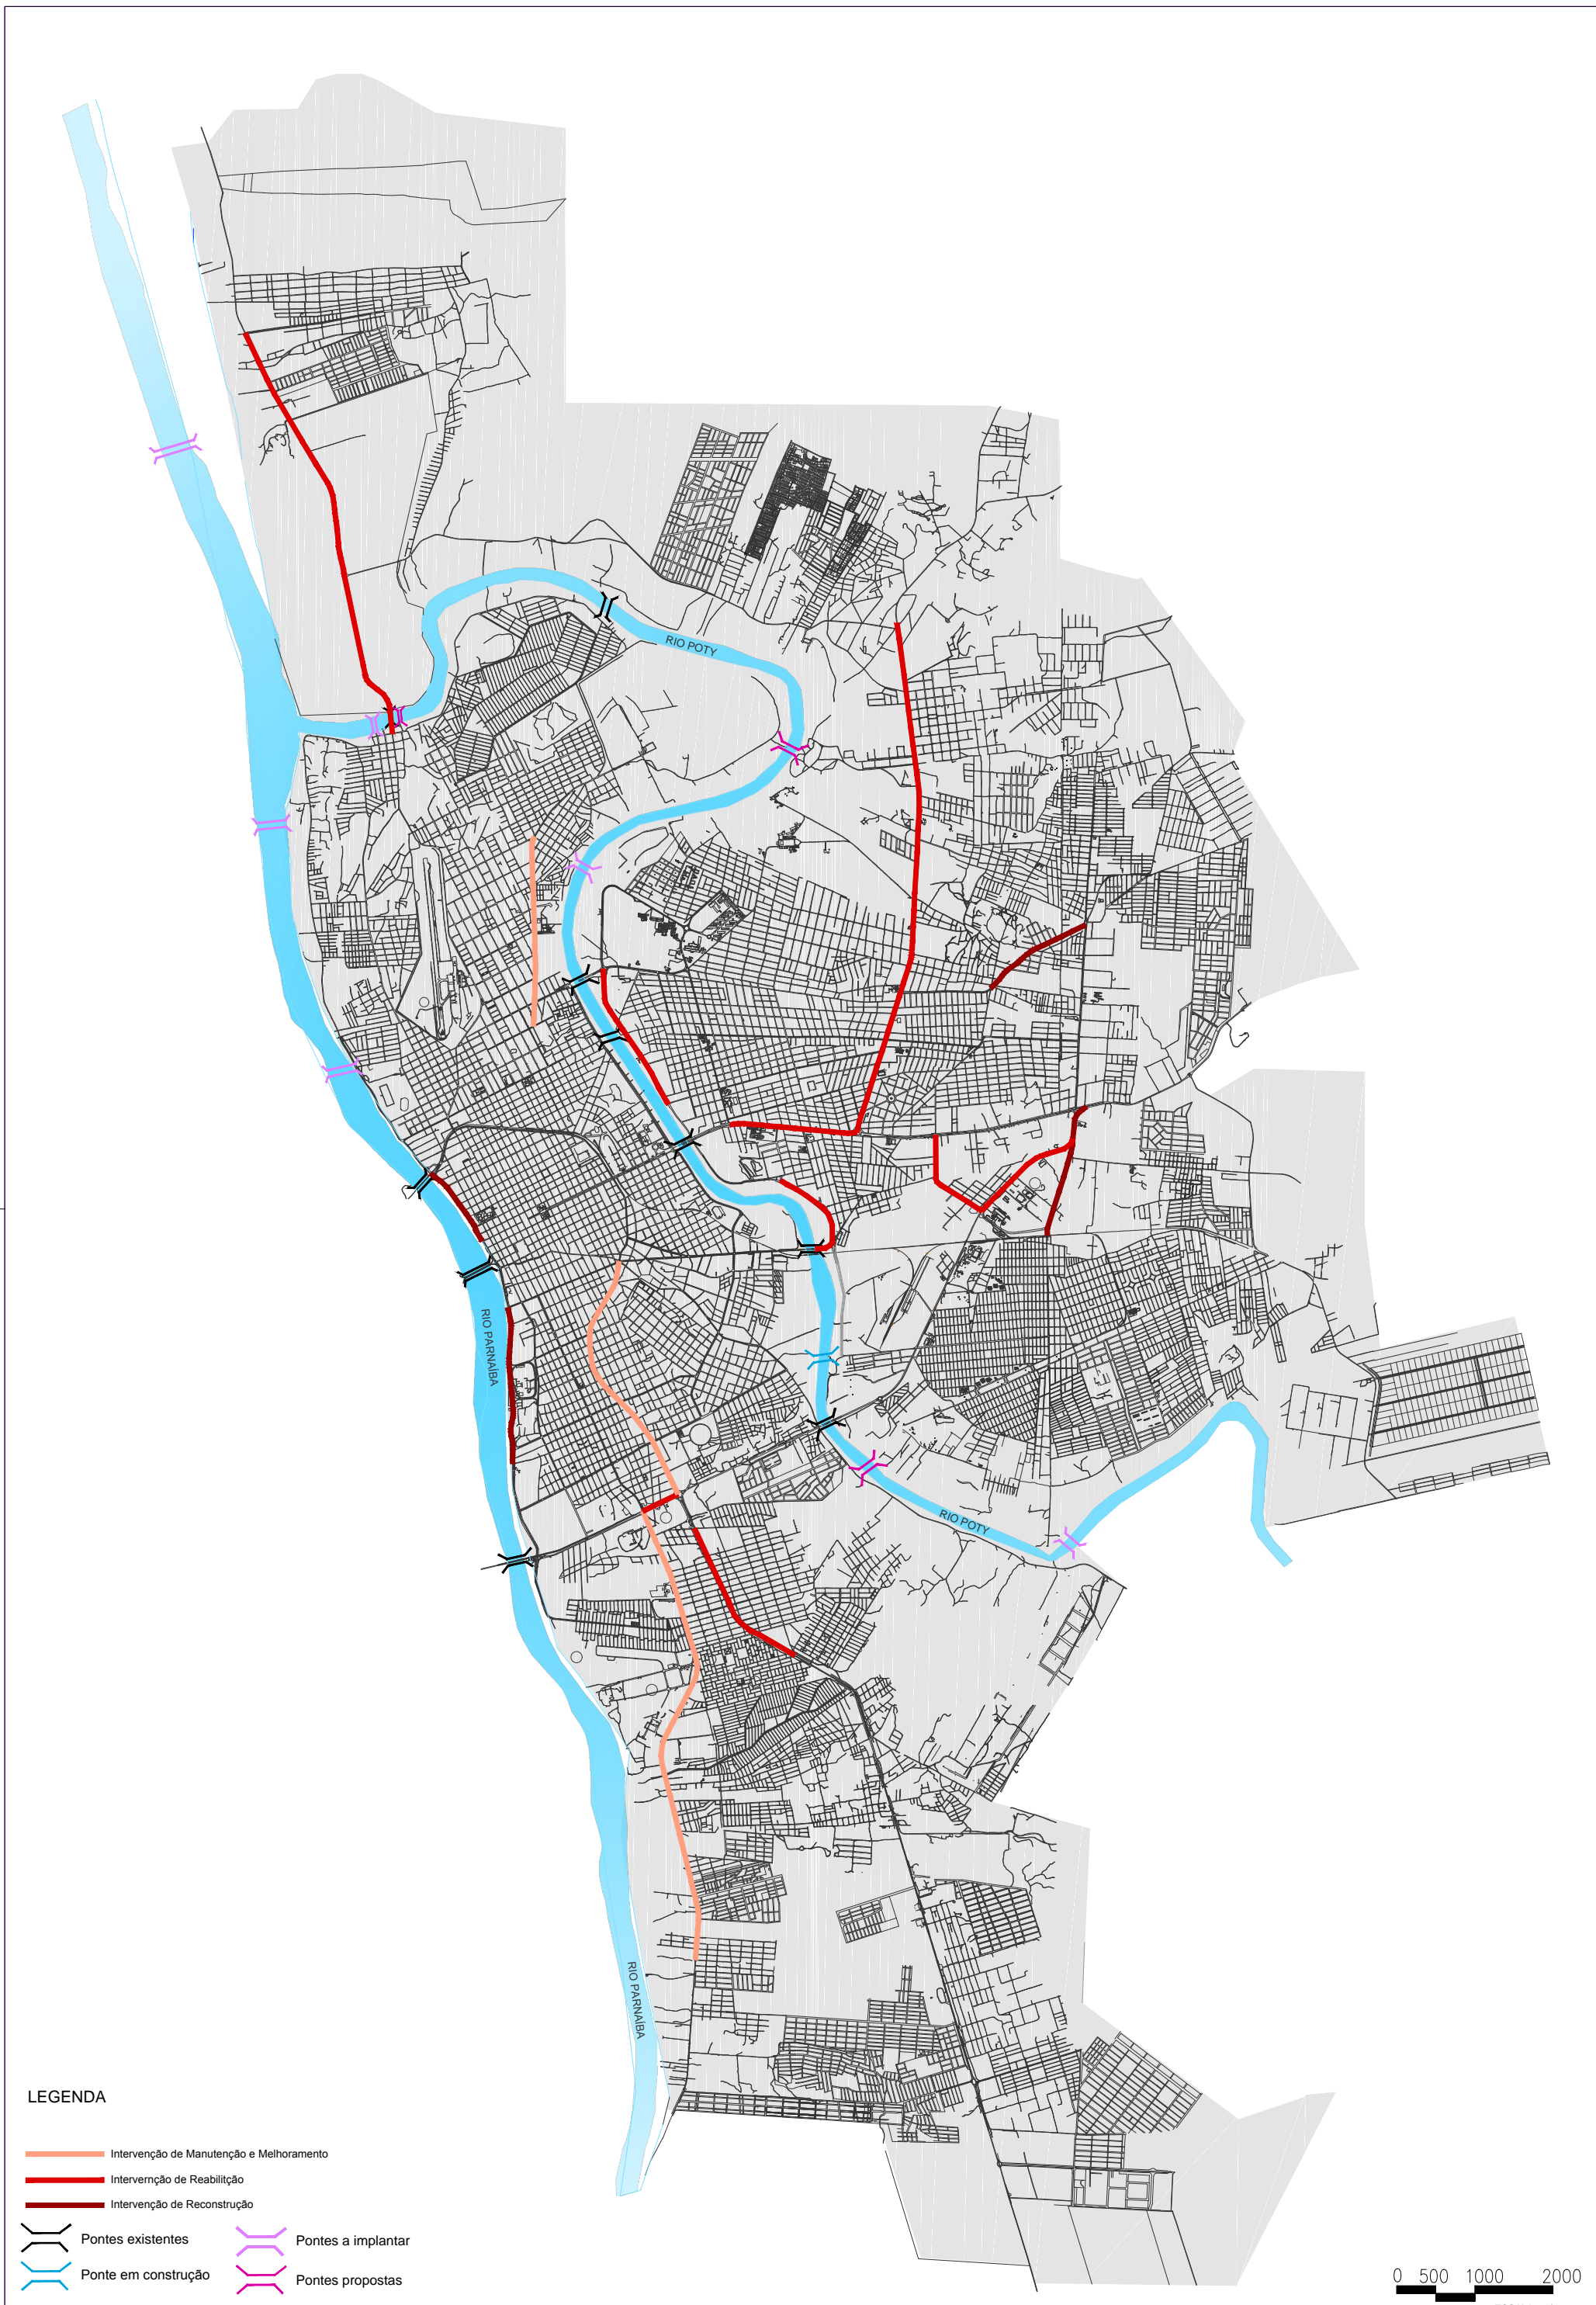 RIO POTY
RIO PARNAÍBA
RIO POTY
RIO PARNAÍBA
LEGENDA
Intervenção de Manutenção e Melhoramento
Intervernção de Reabilitção
Intervenção de Reconstrução
Pontes existentes
Pontes a implantar
Ponte em construção
Pontes propostas
0 500 1000 2000